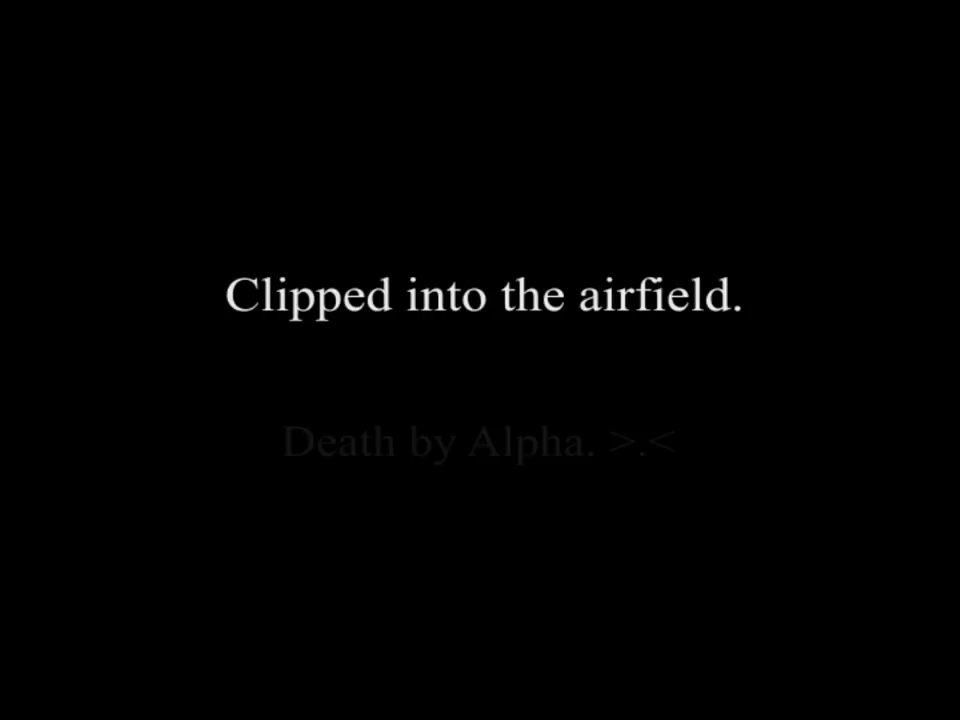 Clipped into the airfield.
Death by Alpha. >.<